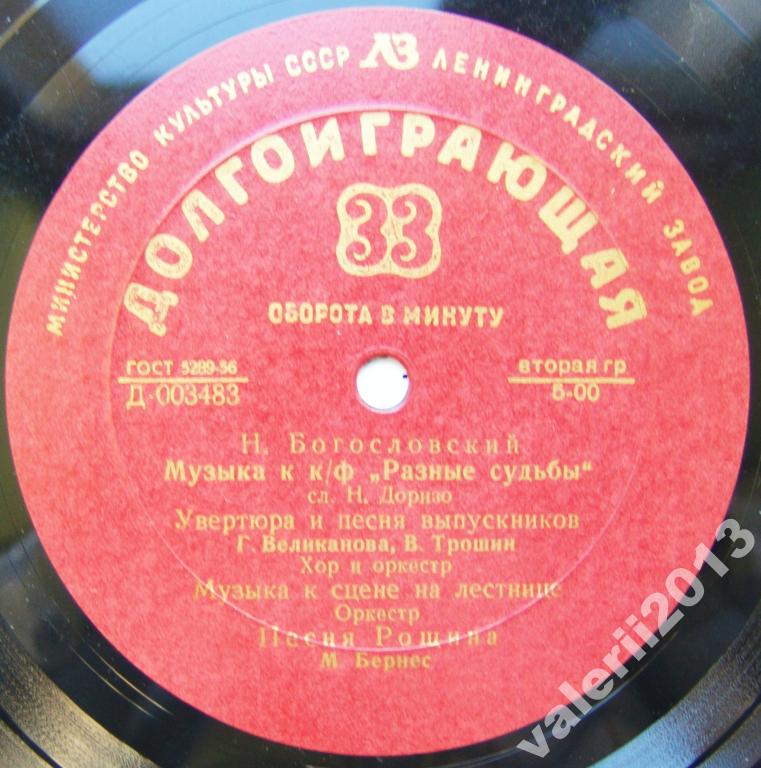 МИНИСТЕРСТВО КУЛЬТУРЫ СССР ЛЗ ЛЕНИНГРАДСКИЙ ЗАВОД
ДОЛГОИГРАЮЩАЯ
33
ОБОРОТА В МИНУТУ
ГОСТ 5289-56
Д-003483
вторая гр
5-00
Н. Богословский
Музыка к к/ф „Разные судьбы"
сл. Н. Доризо
Увертюра и песня выпускников
Г. Великанова, В. Трошин
Хор и оркестр
Музыка к сцене на лестнице
Оркестр
Песня Рощина
М. Бернес
valerii2013